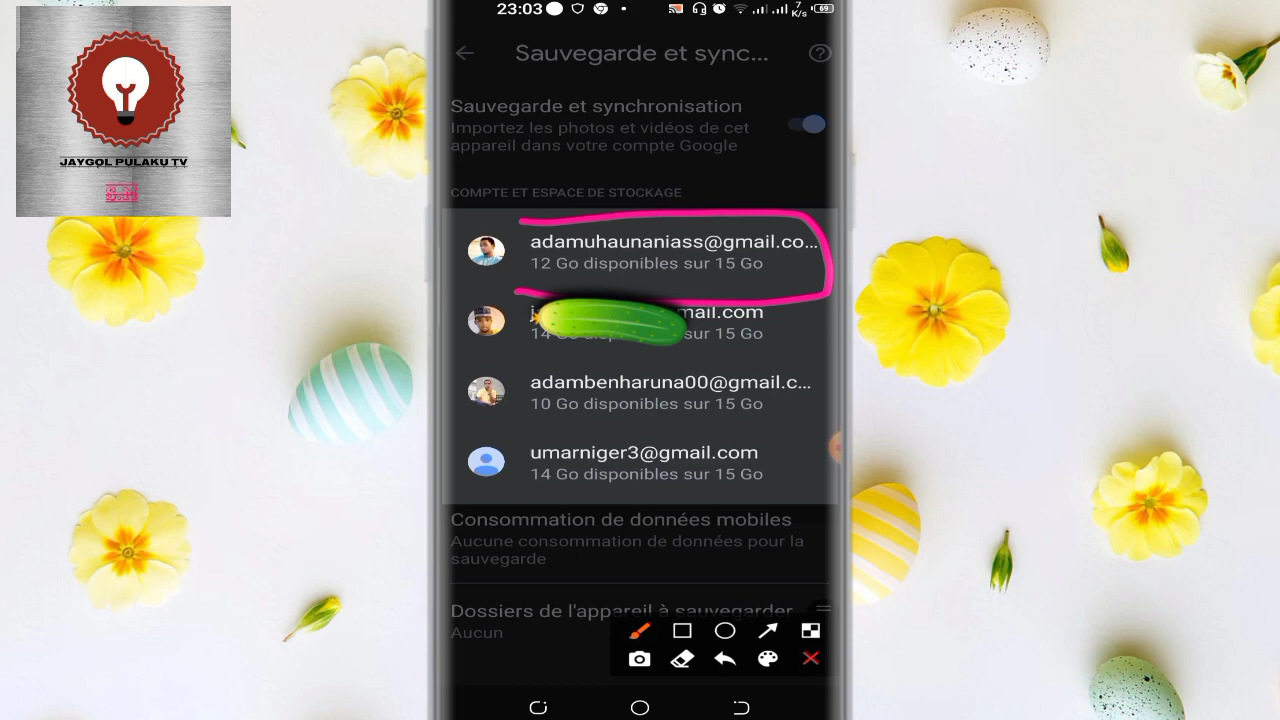 JAYGOL PULAKU TV
23:03
7
K/s
69
Sauvegarde et sync...
Sauvegarde et synchronisation
Importez les photos et vidéos de cet
appareil dans votre compte Google
COMPTE ET ESPACE DE STOCKAGE
adamuhaunaniass@gmail.co...
12 Go disponibles sur 15 Go
mail.com
14 sur 15 Go
adambenharuna00@gmail.c...
10 Go disponibles sur 15 Go
umarniger3@gmail.com
14 Go disponibles sur 15 Go
Consommation de données mobiles
Aucune consommation de données pour la
sauvegarde
Dossiers de l'appareil à sauvegarder
Aucun